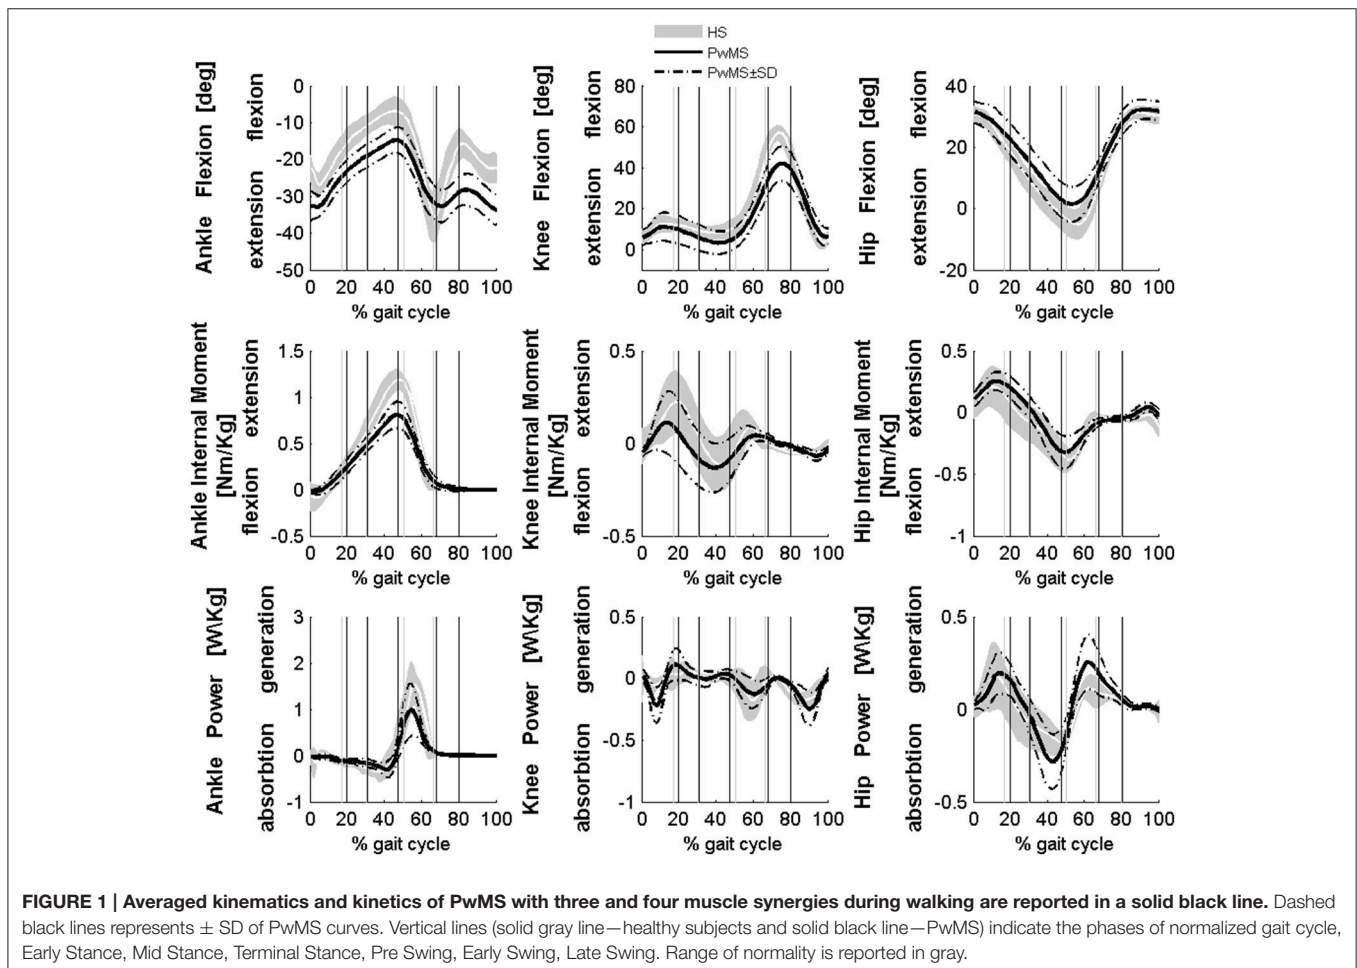 HS
PwMS
PwMS±SD
Ankle Flexion [deg]
extension flexion
0
-10
-20
-30
-40
-50
0 20 40 60 80 100
% gait cycle
Knee Flexion [deg]
extension flexion
80
60
40
20
0
0 20 40 60 80 100
% gait cycle
Hip Flexion [deg]
extension flexion
40
20
0
-20
0 20 40 60 80 100
% gait cycle
Ankle Internal Moment
[Nm/Kg]
flexion extension
1.5
1
0.5
0
-0.5
0 20 40 60 80 100
% gait cycle
Knee Internal Moment
[Nm/Kg]
flexion extension
0.5
0
-0.5
0 20 40 60 80 100
% gait cycle
Hip Internal Moment
[Nm/Kg]
flexion extension
0.5
0
-0.5
-1
0 20 40 60 80 100
% gait cycle
Ankle Power [W\Kg]
absorbtion generation
3
2
1
0
-1
0 20 40 60 80 100
% gait cycle
Knee Power [W\Kg]
absorbtion generation
0.5
0
-0.5
-1
0 20 40 60 80 100
% gait cycle
Hip Power [W\Kg]
absorbtion generation
0.5
0
-0.5
0 20 40 60 80 100
% gait cycle
FIGURE 1 | Averaged kinematics and kinetics of PwMS with three and four muscle synergies during walking are reported in a solid black line. Dashed
black lines represents ± SD of PwMS curves. Vertical lines (solid gray line—healthy subjects and solid black line—PwMS) indicate the phases of normalized gait cycle,
Early Stance, Mid Stance, Terminal Stance, Pre Swing, Early Swing, Late Swing. Range of normality is reported in gray.